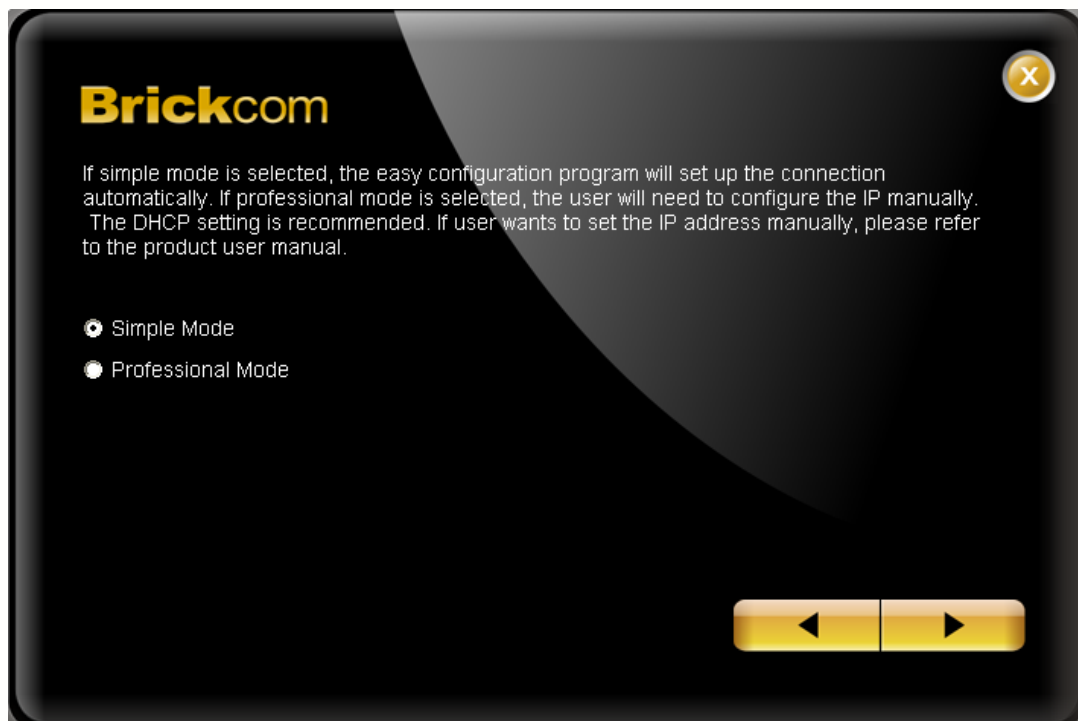 Brickcom
If simple mode is selected, the easy configuration program will set up the connection
automatically. If professional mode is selected, the user will need to configure the IP manually.
The DHCP setting is recommended. If user wants to set the IP address manually, please refer
to the product user manual.
Simple Mode
Professional Mode
X